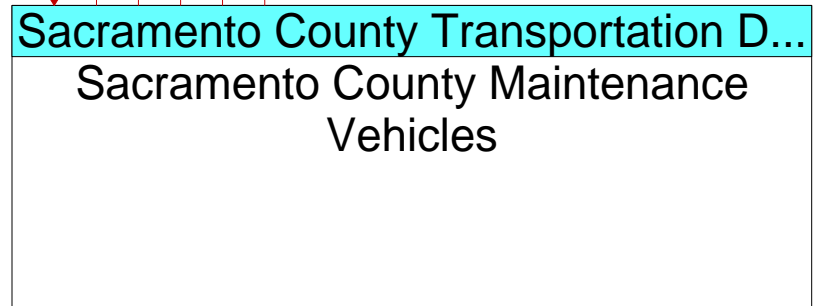 Sacramento County Transportation D...
Sacramento County Maintenance
Vehicles